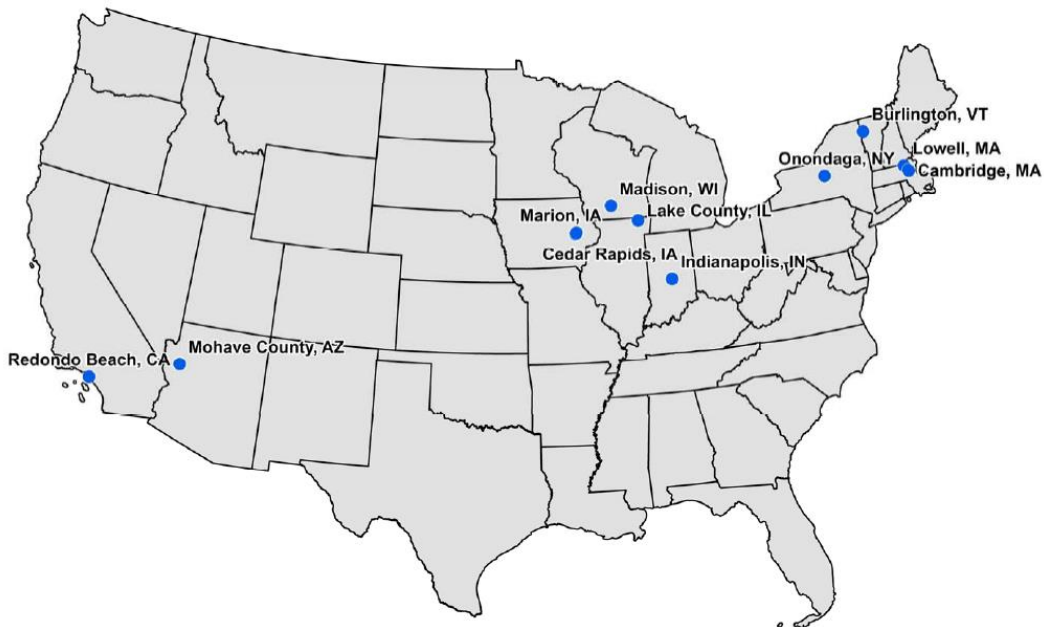 Burlington, VT
Lowell, MA
Onondaga, NY
Cambridge, MA
Madison, WI
Marion, IA
Lake County, IL
Cedar Rapids, IA
Indianapolis, IN
Mohave County, AZ
Redondo Beach, CA